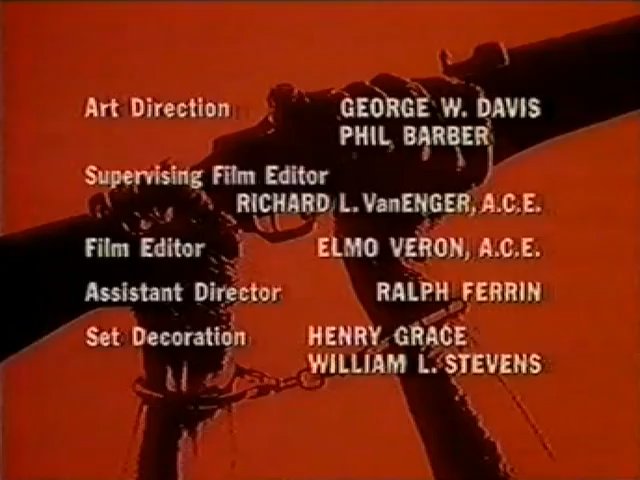 Art Direction GEORGE W. DAVIS
PHIL BARBER
Supervising Film Editor
RICHARD L. VanENGER, A.C.E.
Film Editor ELMO VERON, A.C.E.
Assistant Director RALPH FERRIN
Set Decoration HENRY GRACE
WILLIAM L. STEVENS